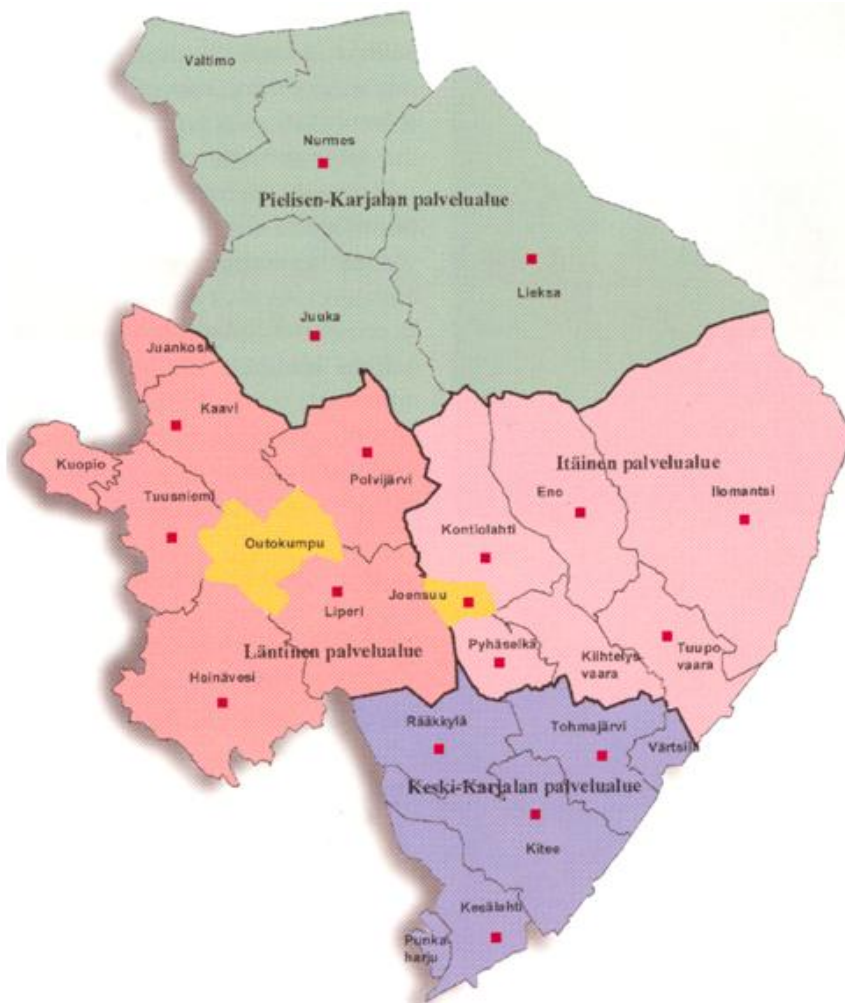 Valtimo
Nurmes
Pielisen-Karjalan palvelualue
Lieksa
Juuka
Juankoski
Kaavi
Kuopio
Polvijärvi
Itäinen palvelualue
Tuusniemi
Eno
Ilomantsi
Outokumpu
Kontiolahti
Joensuu
Liperi
Läntinen palvelualue
Pyhäselkä
Kiihtelys
vaara
Tuupo
vaara
Heinävesi
Rääkkylä
Tohmajärvi
Värtsilä
Keski-Karjalan palvelualue
Kitee
Kesälahti
Punka-
harju